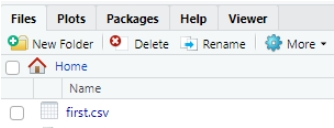 Files Plots Packages Help Viewer
New Folder Delete Rename More
Home
Name
first.csv